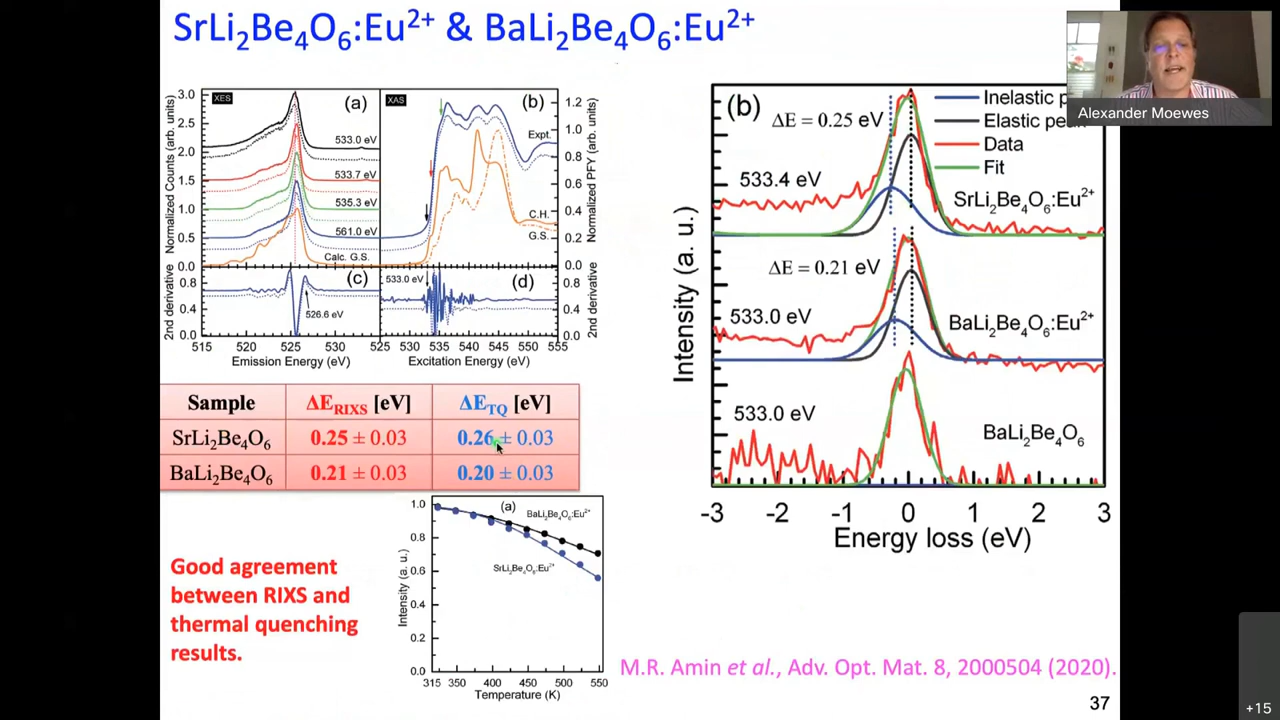 SrLi₂Be₄O₆:Eu²⁺ & BaLi₂Be₄O₆:Eu²⁺
Alexander Moewes
XES
(a)
XAS
(b)
3.0
2.5
2.0
1.5
1.0
0.5
0.0
Normalized Counts (arb. units)
533.0 eV
533.7 eV
535.3 eV
561.0 eV
Calc. G.S.
Expt.
C.H.
G.S.
1.2
1.0
0.8
0.6
0.4
0.2
0.0
Normalized PFY (arb. units)
(c)
(d)
2nd derivative
0.8
0.4
0.0
526.6 eV
533.0 eV
0.8
0.4
0.0
2nd derivative
515 520 525 530 525 530 535 540 545 550 555
Emission Energy (eV)
Excitation Energy (eV)
Sample ΔE_RIXS [eV] ΔE_TQ [eV]
SrLi₂Be₄O₆ 0.25 ± 0.03 0.26 ± 0.03
BaLi₂Be₄O₆ 0.21 ± 0.03 0.20 ± 0.03
Good agreement
between RIXS and
thermal quenching
results.
(a)
BaLi₂Be₄O₆:Eu²⁺
SrLi₂Be₄O₆:Eu²⁺
1.0
0.8
0.6
0.4
0.2
0.0
Intensity (a. u.)
315 350 400 450 500 550
Temperature (K)
(b)
Inelastic p
Elastic pe
Data
Fit
ΔE = 0.25 eV
533.4 eV
SrLi₂Be₄O₆:Eu²⁺
ΔE = 0.21 eV
533.0 eV
BaLi₂Be₄O₆:Eu²⁺
533.0 eV
BaLi₂Be₄O₆
Intensity (a. u.)
-3 -2 -1 0 1 2 3
Energy loss (eV)
M.R. Amin et al., Adv. Opt. Mat. 8, 2000504 (2020).
37
+15